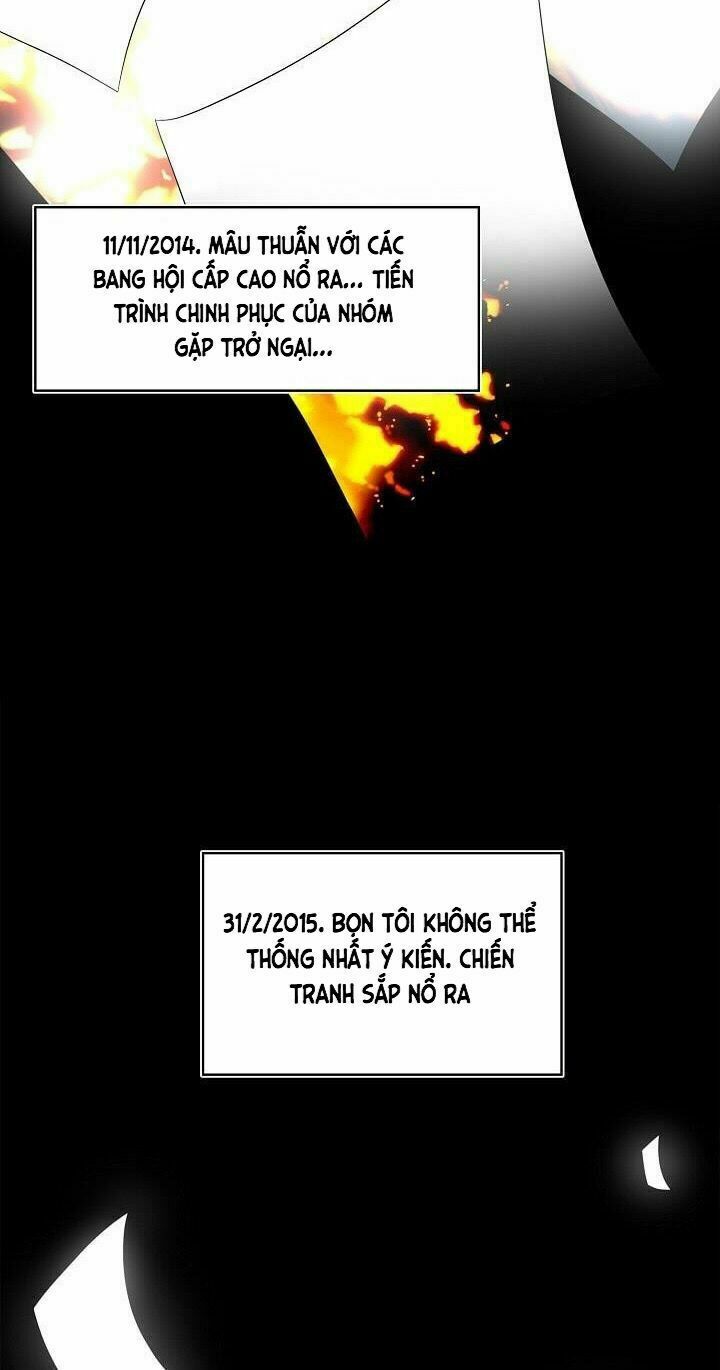 11/11/2014. MÂU THUẪN VỚI CÁC
BANG HỘI CẤP CAO NỔ RA... TIẾN
TRÌNH CHINH PHỤC CỦA NHÓM
GẶP TRỞ NGẠI...
31/2/2015. BỌN TÔI KHÔNG THỂ
THỐNG NHẤT Ý KIẾN. CHIẾN
TRANH SẮP NỔ RA